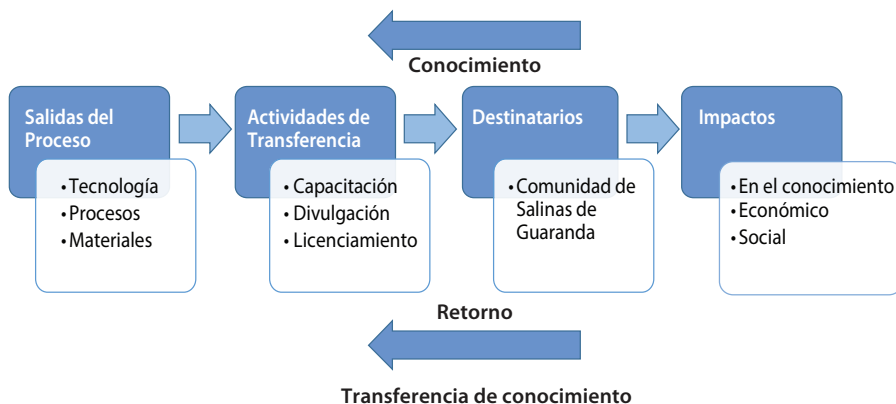 Conocimiento
Salidas del
Proceso
• Tecnología
• Procesos
• Materiales
Actividades de
Transferencia
• Capacitación
• Divulgación
• Licenciamiento
Destinatarios
• Comunidad de
Salinas de
Guaranda
Impactos
• En el conocimiento
• Económico
• Social
Retorno
Transferencia de conocimiento